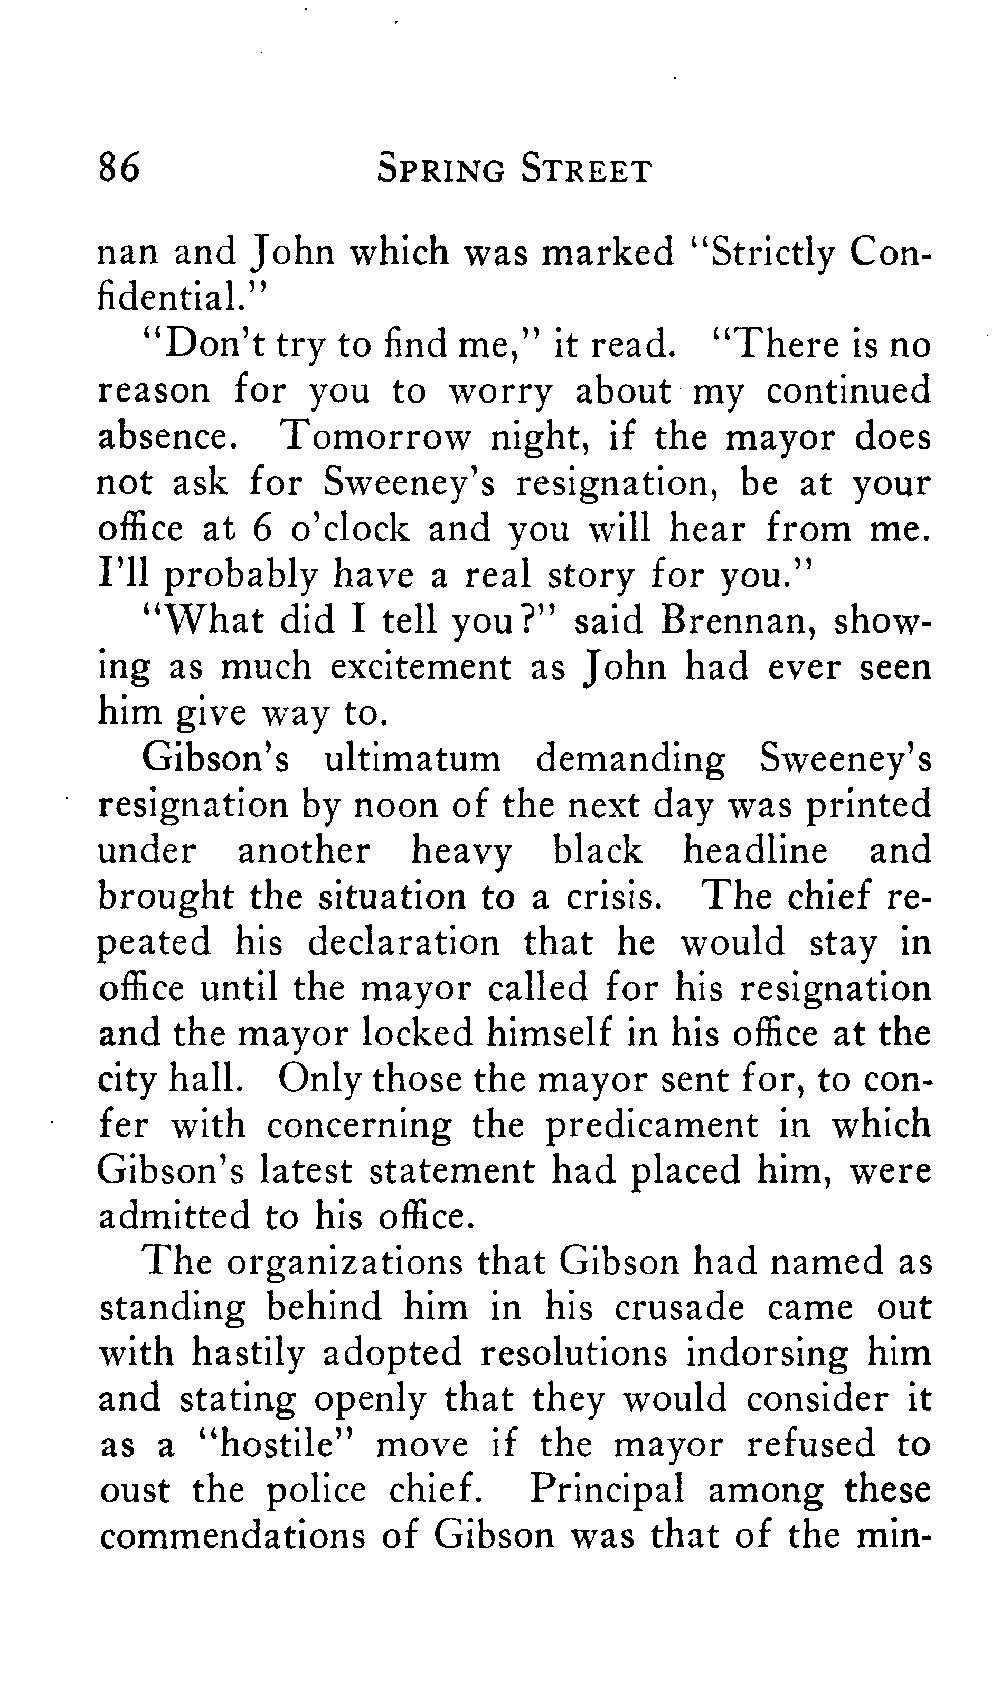 86 SPRING STREET
nan and John which was marked "Strictly Con-
fidential."
"Don't try to find me," it read. "There is no
reason for you to worry about my continued
absence. Tomorrow night, if the mayor does
not ask for Sweeney's resignation, be at your
office at 6 o'clock and you will hear from me.
I'll probably have a real story for you."
"What did I tell you?" said Brennan, show-
ing as much excitement as John had ever seen
him give way to.
Gibson's ultimatum demanding Sweeney's
resignation by noon of the next day was printed
under another heavy black headline and
brought the situation to a crisis. The chief re-
peated his declaration that he would stay in
office until the mayor called for his resignation
and the mayor locked himself in his office at the
city hall. Only those the mayor sent for, to con-
fer with concerning the predicament in which
Gibson's latest statement had placed him, were
admitted to his office.
The organizations that Gibson had named as
standing behind him in his crusade came out
with hastily adopted resolutions indorsing him
and stating openly that they would consider it
as a "hostile" move if the mayor refused to
oust the police chief. Principal among these
commendations of Gibson was that of the min-